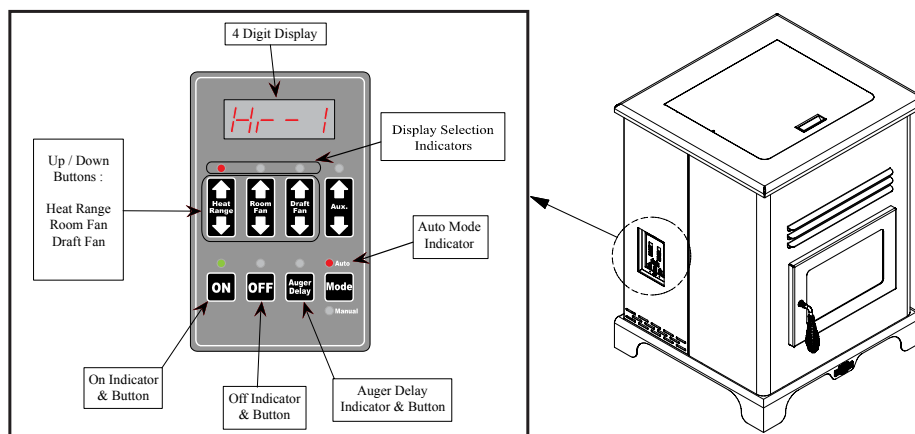 4 Digit Display
Hr--1
Display Selection
Indicators
Up / Down
Buttons :
Heat Range
Room Fan
Draft Fan
Heat
Range
Room
Fan
Draft
Fan
Aux.
Auto Mode
Indicator
Auto
ON
OFF
Auger
Delay
Mode
Manual
On Indicator
& Button
Off Indicator
& Button
Auger Delay
Indicator & Button